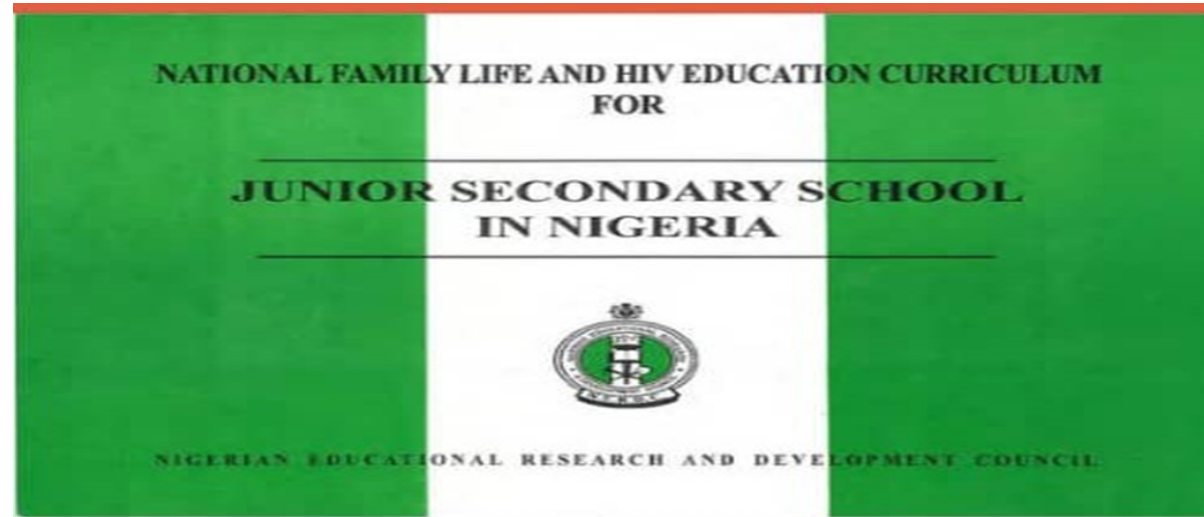 NATIONAL FAMILY LIFE AND HIV EDUCATION CURRICULUM
FOR
JUNIOR SECONDARY SCHOOL
IN NIGERIA
NERDC
NIGERIAN EDUCATIONAL RESEARCH AND DEVELOPMENT COUNCIL